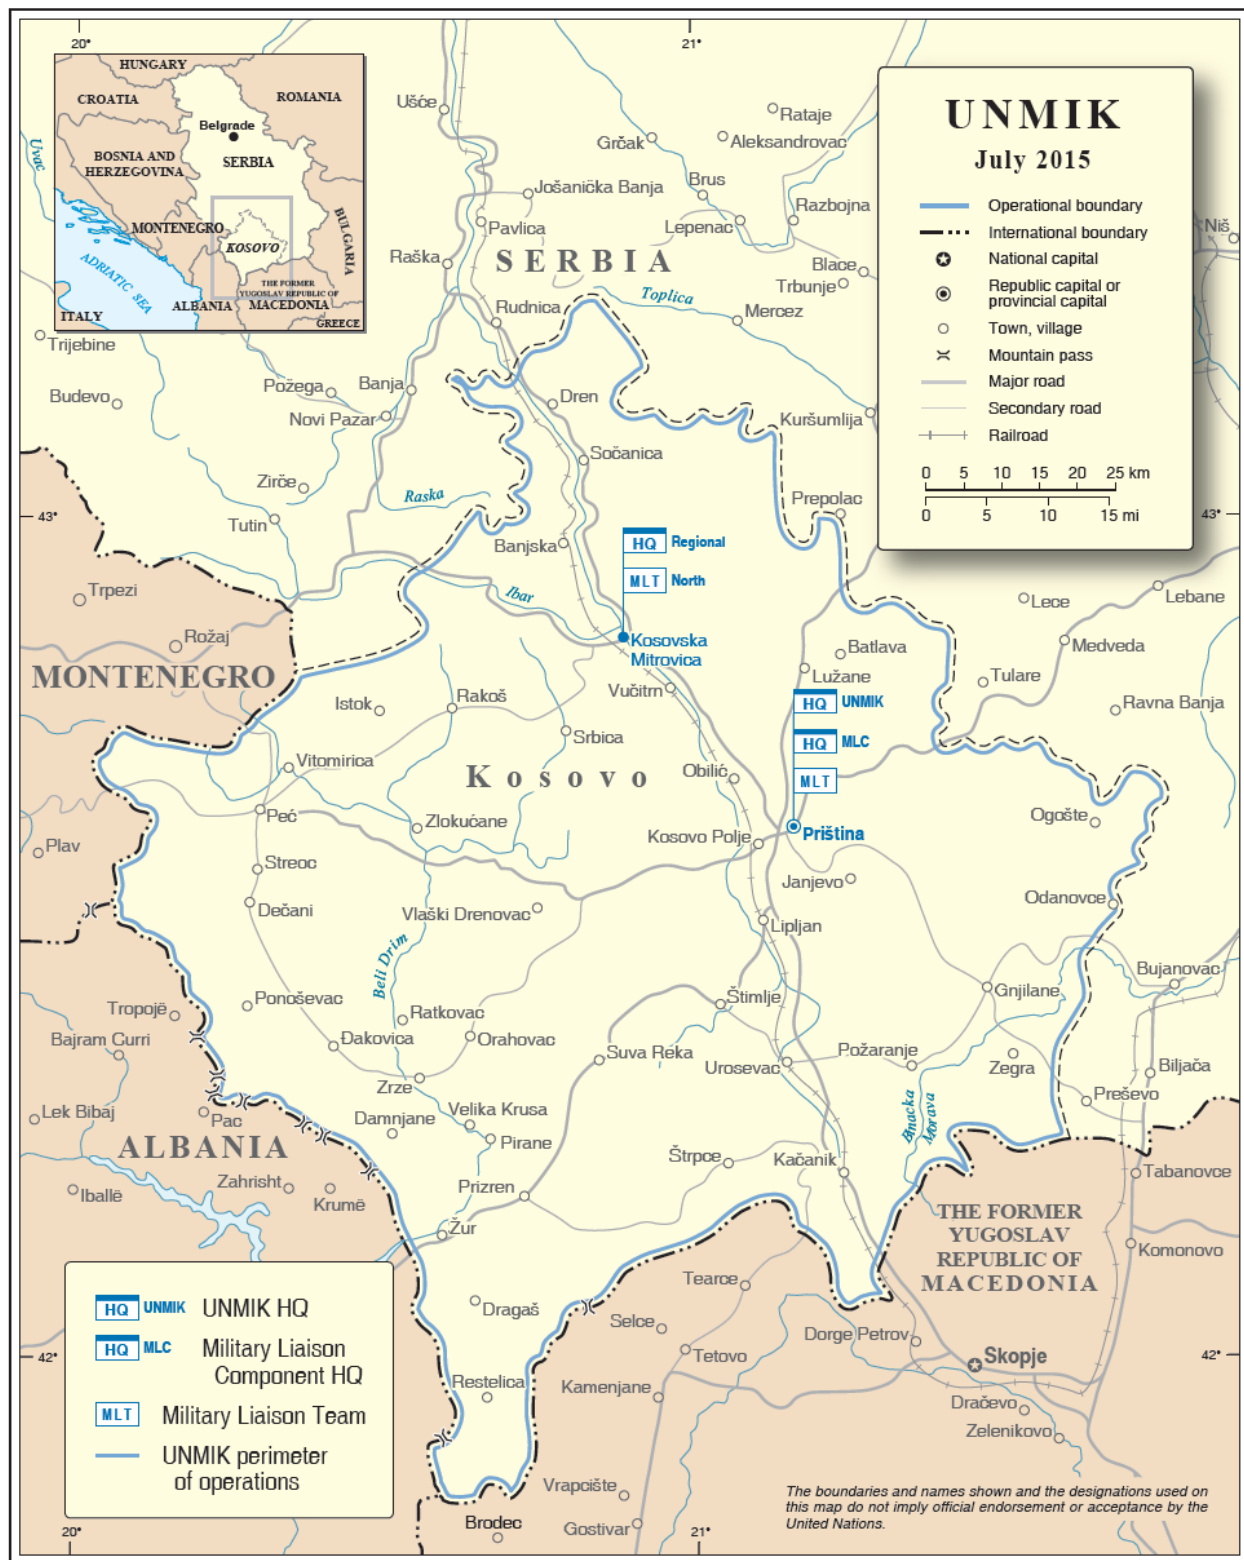 20°
21°
HUNGARY
CROATIA
ROMANIA
Belgrade
BOSNIA AND
HERZEGOVINA
SERBIA
MONTENEGRO
BULGARIA
KOSOVO
ADRIATIC SEA
THE FORMER
YUGOSLAV REPUBLIC OF
MACEDONIA
ALBANIA
ITALY
GREECE
UNMIK
July 2015
Operational boundary
International boundary
National capital
Republic capital or
provincial capital
Town, village
Mountain pass
Major road
Secondary road
Railroad
0 5 10 15 20 25 km
0 5 10 15 mi
Uvac
Ušće
Rataje
Grčak
Aleksandrovac
Jošanička Banja
Brus
Pavlica
Lepenac
Razbojna
Niš
Raška
SERBIA
Blace
Trbunje
Toplica
Rudnica
Mercez
Trijebine
Požega
Banja
Budevo
Novi Pazar
Dren
Kuršumlija
Sočanica
Zirče
Raska
Prepolac
43°
43°
Tutin
Banjska
HQ Regional
MLT North
Ibar
Trpezi
Lece
Lebane
Rožaj
Kosovska
Mitrovica
Batlava
Medveda
MONTENEGRO
Lužane
Vučitrn
Tulare
Istok
Rakoš
HQ UNMIK
Ravna Banja
Srbica
HQ MLC
Vitomirica
Kosovo
Obilić
MLT
Peć
Zlokućane
Kosovo Polje
Priština
Ogošte
Plav
Streoc
Janjevo
Dečani
Vlaški Drenovac
Lipljan
Odanovce
Beli Drim
Bujanovac
Ponoševac
Štimlje
Gnjilane
Tropojë
Ratkovac
Bajram Curri
Đakovica
Orahovac
Suva Reka
Urosevac
Požaranje
Zegra
Biljača
Zrze
Binacka
Morava
Preševo
Lek Bibaj
Pac
Damnjane
Velika Krusa
ALBANIA
Pirane
Štrpce
Kačanik
Tabanovce
Iballë
Zahrisht
Krumë
Prizren
Žur
THE FORMER
YUGOSLAV
REPUBLIC OF
MACEDONIA
Komonovo
Tearce
Dragaš
Selce
Dorge Petrov
Tetovo
Skopje
42°
42°
Restelica
Kamenjane
Dračevo
Zelenikovo
Vrapcište
Brodec
Gostivar
HQ UNMIK UNMIK HQ
HQ MLC Military Liaison
Component HQ
MLT Military Liaison Team
UNMIK perimeter
of operations
The boundaries and names shown and the designations used on
this map do not imply official endorsement or acceptance by the
United Nations.
20°
21°